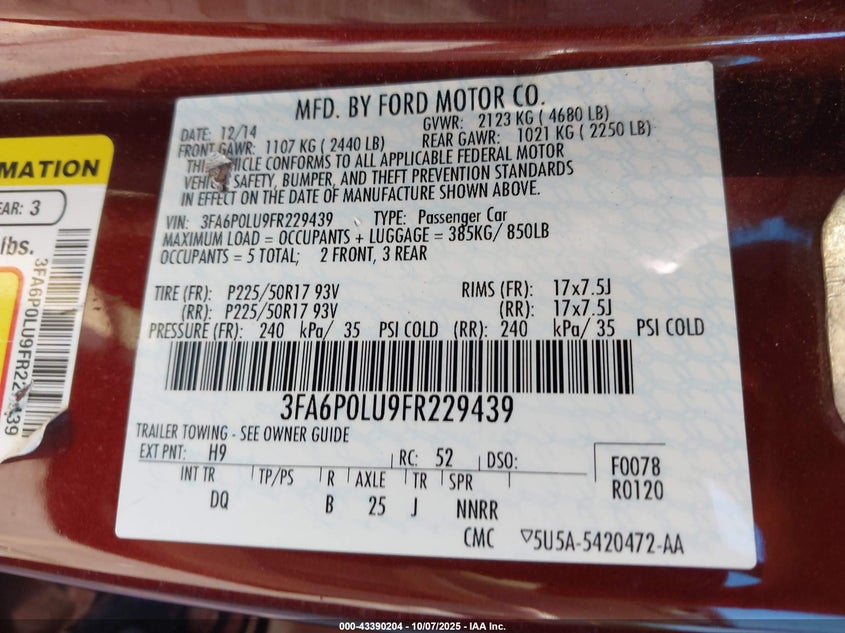 MFD. BY FORD MOTOR CO.
DATE: 12/14 GVWR: 2123 KG ( 4680 LB)
FRONT GAWR: 1107 KG ( 2440 LB) REAR GAWR: 1021 KG ( 2250 LB)
THIS VEHICLE CONFORMS TO ALL APPLICABLE FEDERAL MOTOR
VEHICLE SAFETY, BUMPER, AND THEFT PREVENTION STANDARDS
IN EFFECT ON THE DATE OF MANUFACTURE SHOWN ABOVE.
VIN: 3FA6P0LU9FR229439 TYPE: Passenger Car
MAXIMUM LOAD = OCCUPANTS + LUGGAGE = 385KG/ 850LB
OCCUPANTS = 5 TOTAL; 2 FRONT, 3 REAR
TIRE (FR): P225/50R17 93V RIMS (FR): 17x7.5J
(RR): P225/50R17 93V (RR): 17x7.5J
PRESSURE (FR): 240 kPa/ 35 PSI COLD (RR): 240 kPa/ 35 PSI COLD
3FA6P0LU9FR229439
TRAILER TOWING - SEE OWNER GUIDE
EXT PNT: H9 RC: 52 DSO: F0078
INT TR TP/PS R AXLE TR SPR R0120
DQ B 25 J NNRR
CMC ▽5U5A-5420472-AA
MATION
EAR: 3
lbs.
3FA6P0LU9FR229439
000-43390204 - 10/07/2025 - IAA Inc.